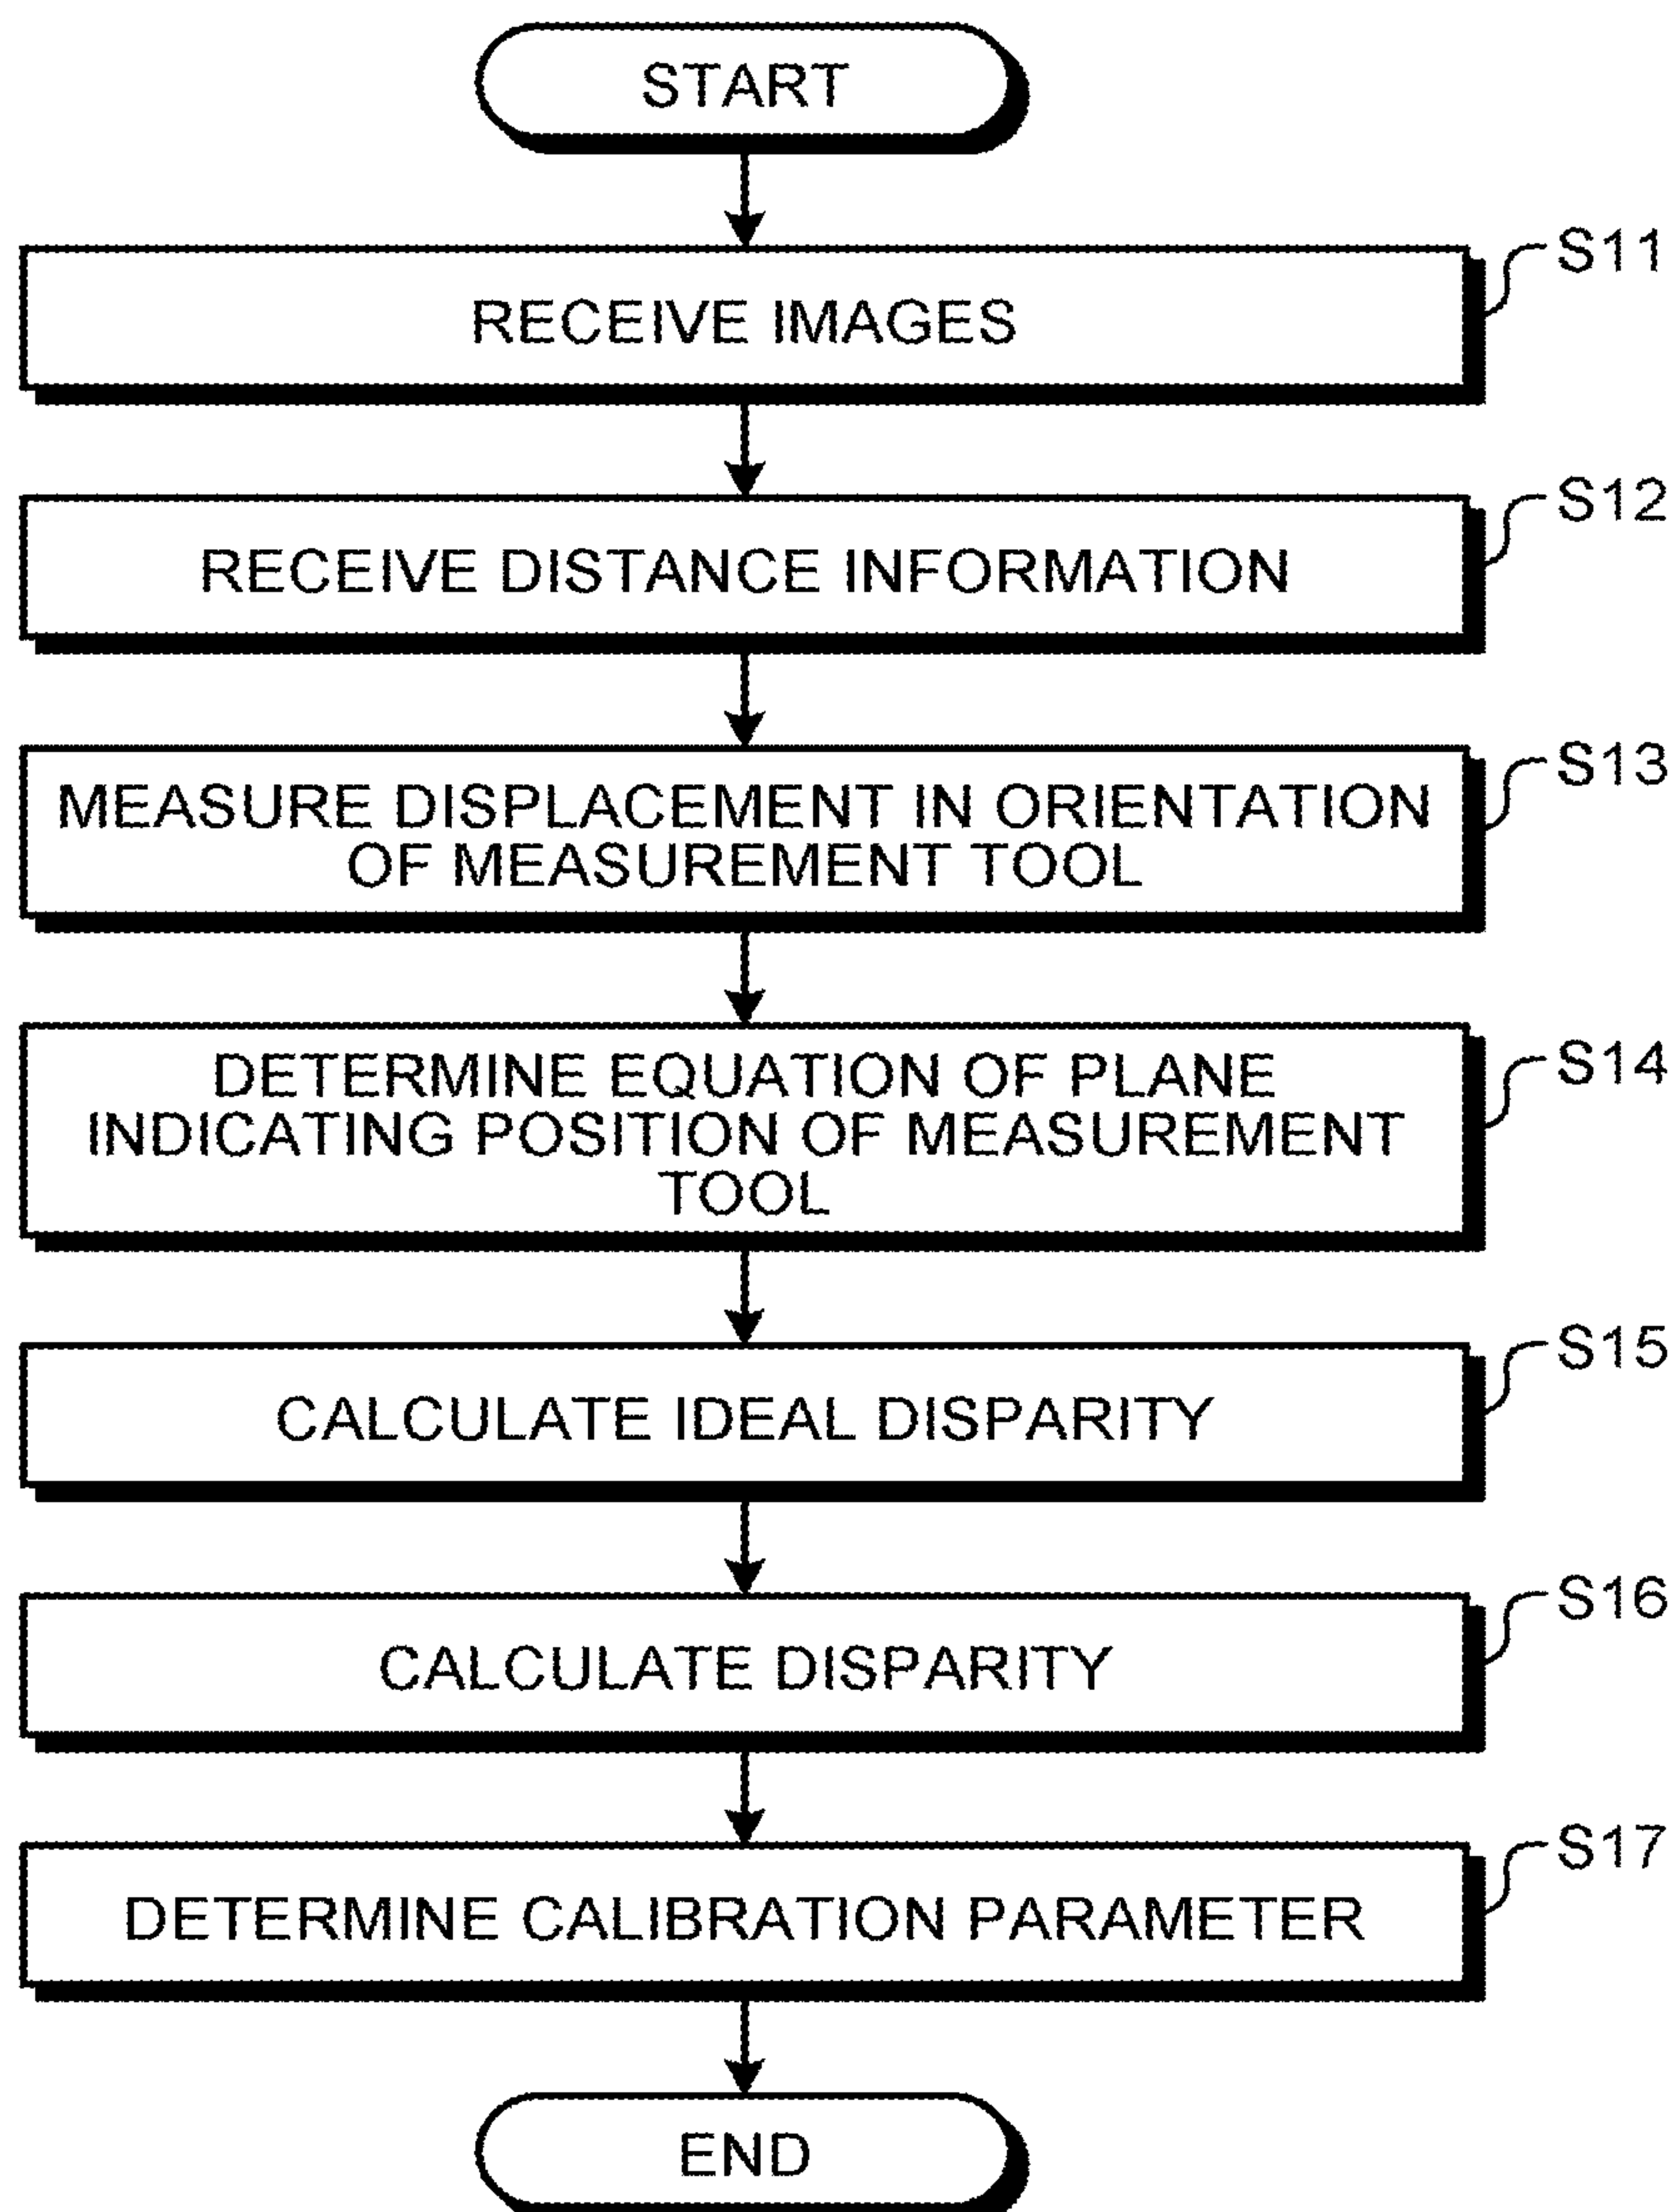 START
S11
RECEIVE IMAGES
S12
RECEIVE DISTANCE INFORMATION
S13
MEASURE DISPLACEMENT IN ORIENTATION
OF MEASUREMENT TOOL
S14
DETERMINE EQUATION OF PLANE
INDICATING POSITION OF MEASUREMENT
TOOL
S15
CALCULATE IDEAL DISPARITY
S16
CALCULATE DISPARITY
S17
DETERMINE CALIBRATION PARAMETER
END